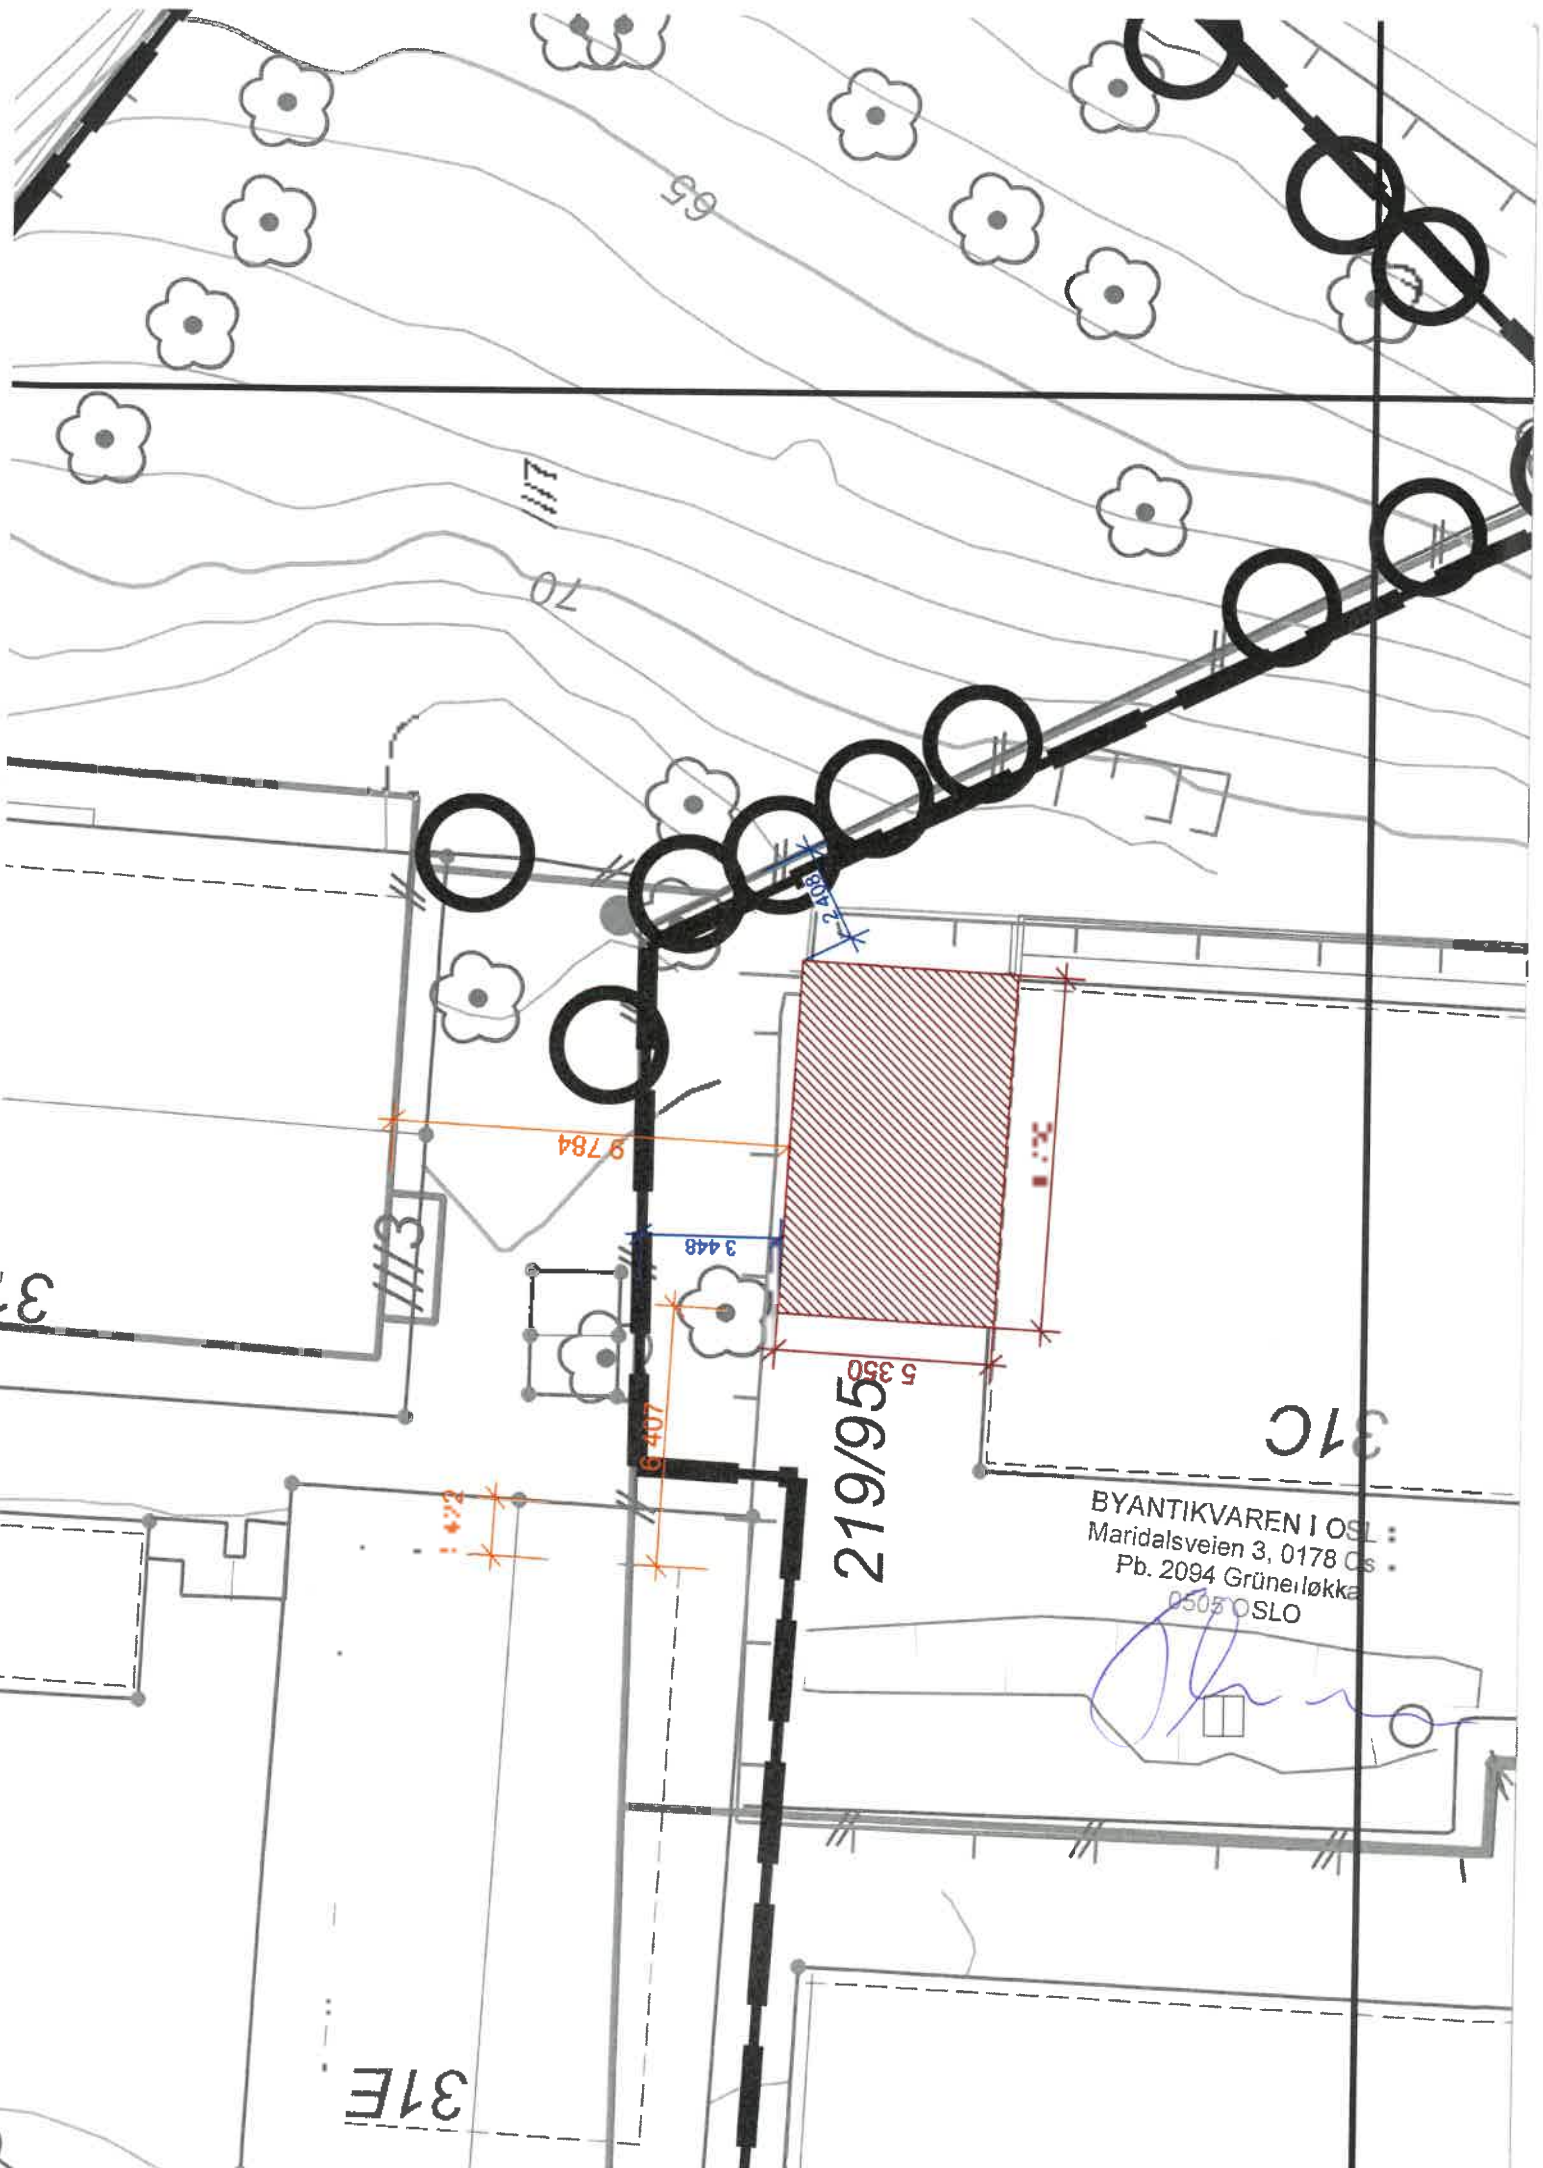 65
70
2 408
9 784
3 448
5 350
6 407
219/95
31C
BYANTIKVAREN I OSL
Maridalsveien 3, 0178 Os
Pb. 2094 Grünerløkka
0505 OSLO
31E